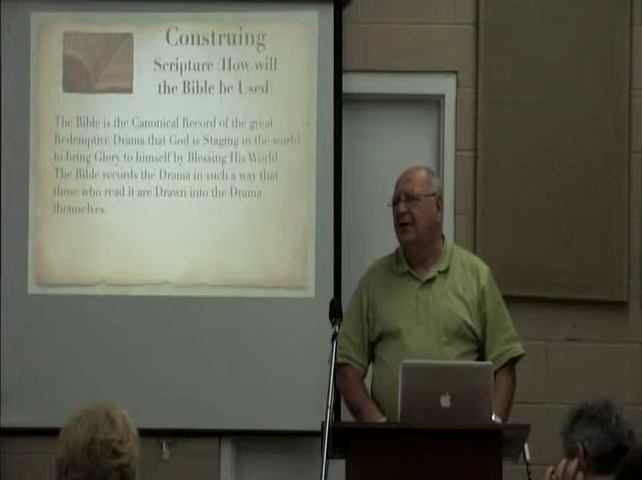 Construing
Scripture (How will
the Bible be Used)
The Bible is the Canonical Record of the great
Redemptive Drama that God is Staging in the world
to bring Glory to himself by Blessing His World.
The Bible records the Drama in such a way that
those who read it are Drawn into the Drama
themselves.